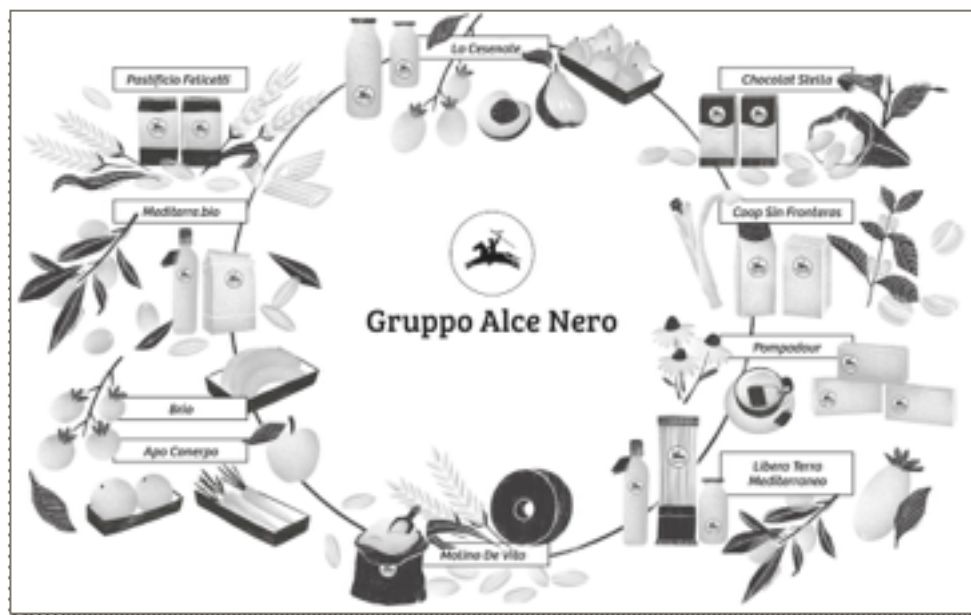 La Cesenate
Pastificio Felicetti
Chocolat Stella
Mediterra.bio
Coop Sin Fronteras
Gruppo Alce Nero
Pompadour
Brio
Apo Conerpo
Libera Terra
Mediterraneo
Molino De Vita